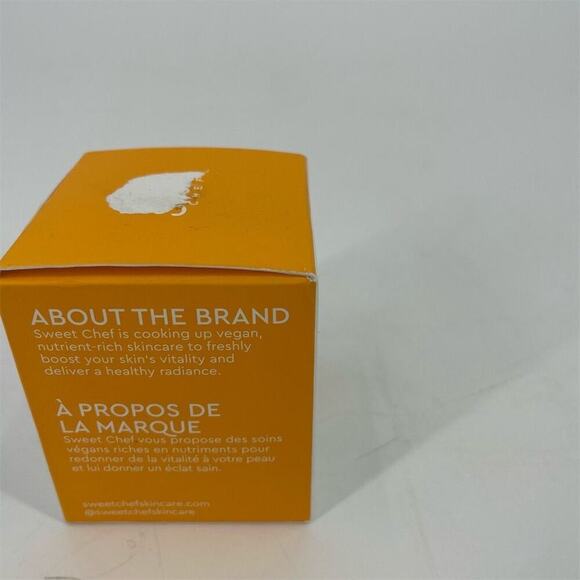 CHEF
ABOUT THE BRAND
Sweet Chef is cooking up vegan,
nutrient-rich skincare to freshly
boost your skin's vitality and
deliver a healthy radiance.
À PROPOS DE
LA MARQUE
Sweet Chef vous propose des soins
végans riches en nutriments pour
redonner de la vitalité à votre peau
et lui donner un éclat sain.
sweetchefskincare.com
@sweetchefskincare